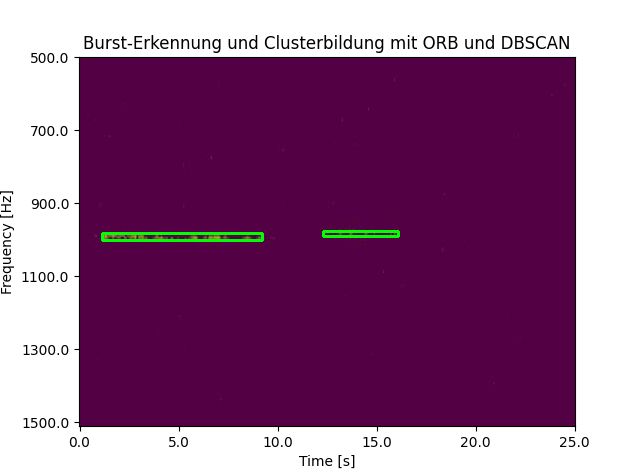 Burst-Erkennung und Clusterbildung mit ORB und DBSCAN
500.0
700.0
900.0
1100.0
1300.0
1500.0
Frequency [Hz]
0.0 5.0 10.0 15.0 20.0 25.0
Time [s]